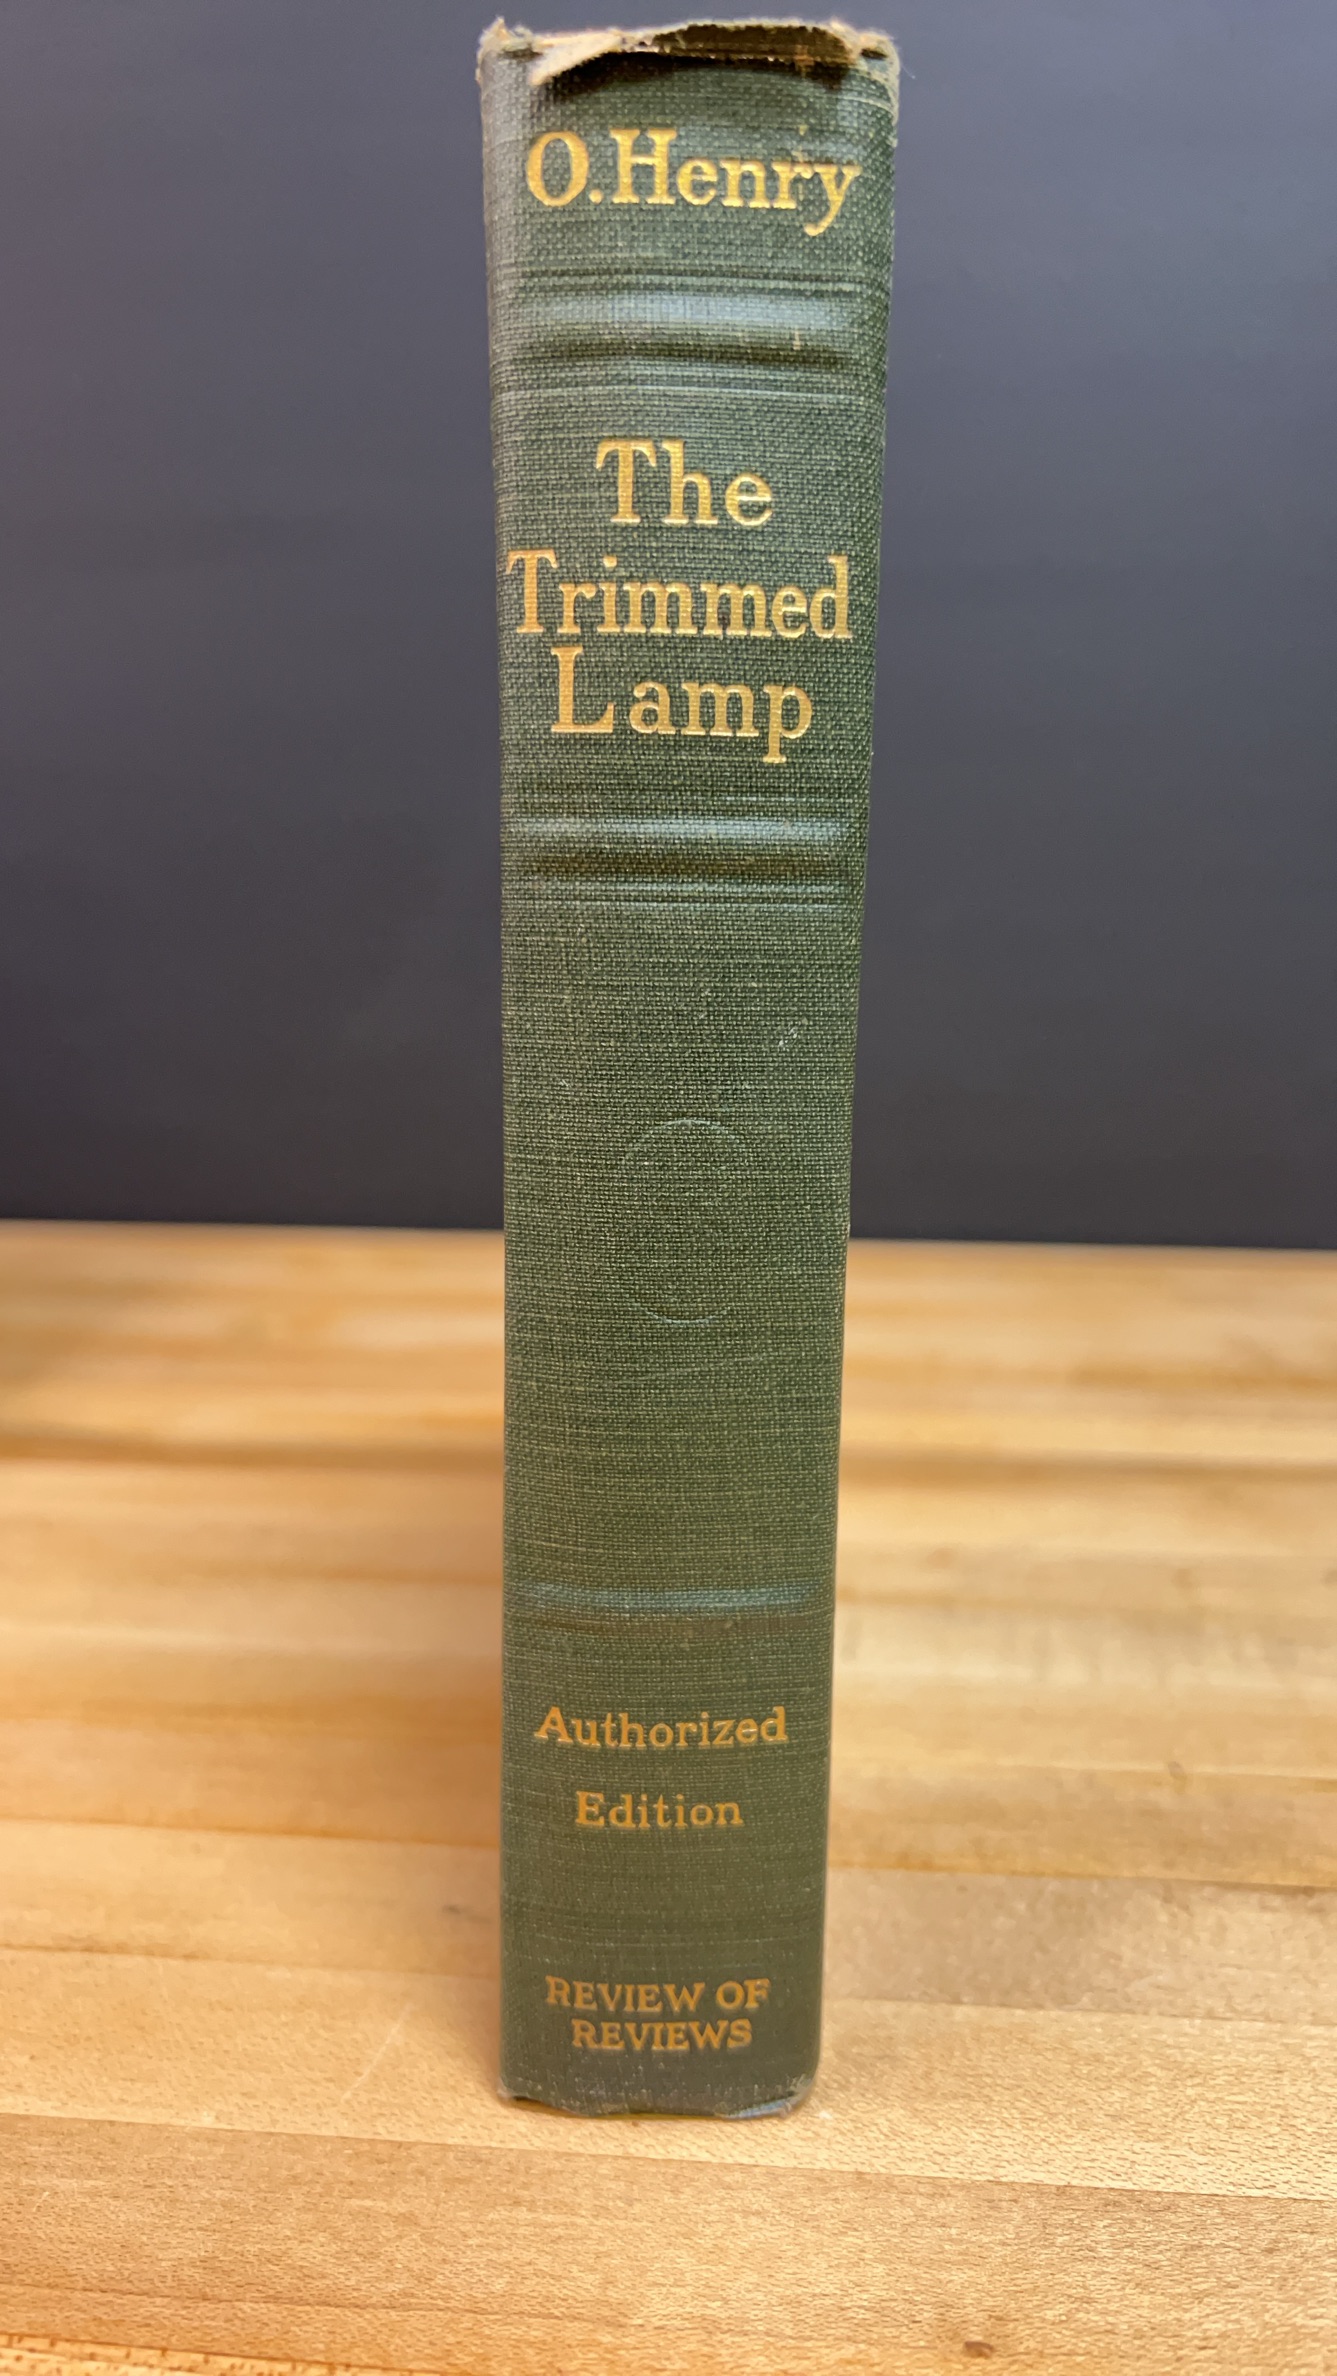 O. Henry
The
Trimmed
Lamp
Authorized
Edition
REVIEW OF
REVIEWS